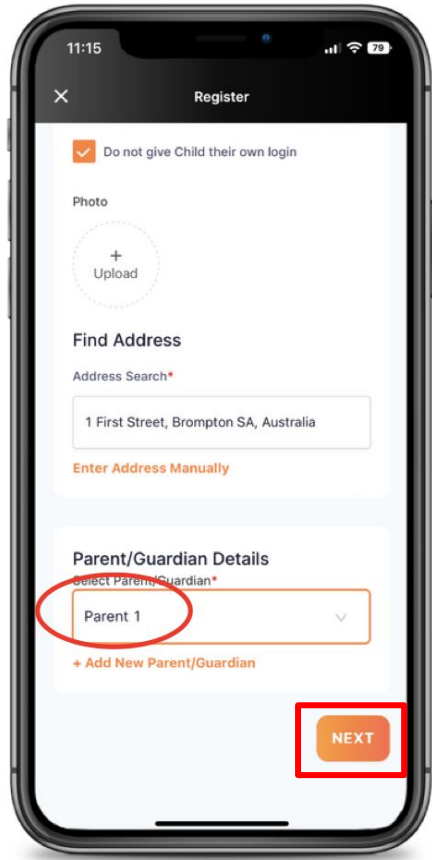 11:15
79
Register
Do not give Child their own login
Photo
+
Upload
Find Address
Address Search*
1 First Street, Brompton SA, Australia
Enter Address Manually
Parent/Guardian Details
Select Parent/Guardian*
Parent 1
+ Add New Parent/Guardian
NEXT